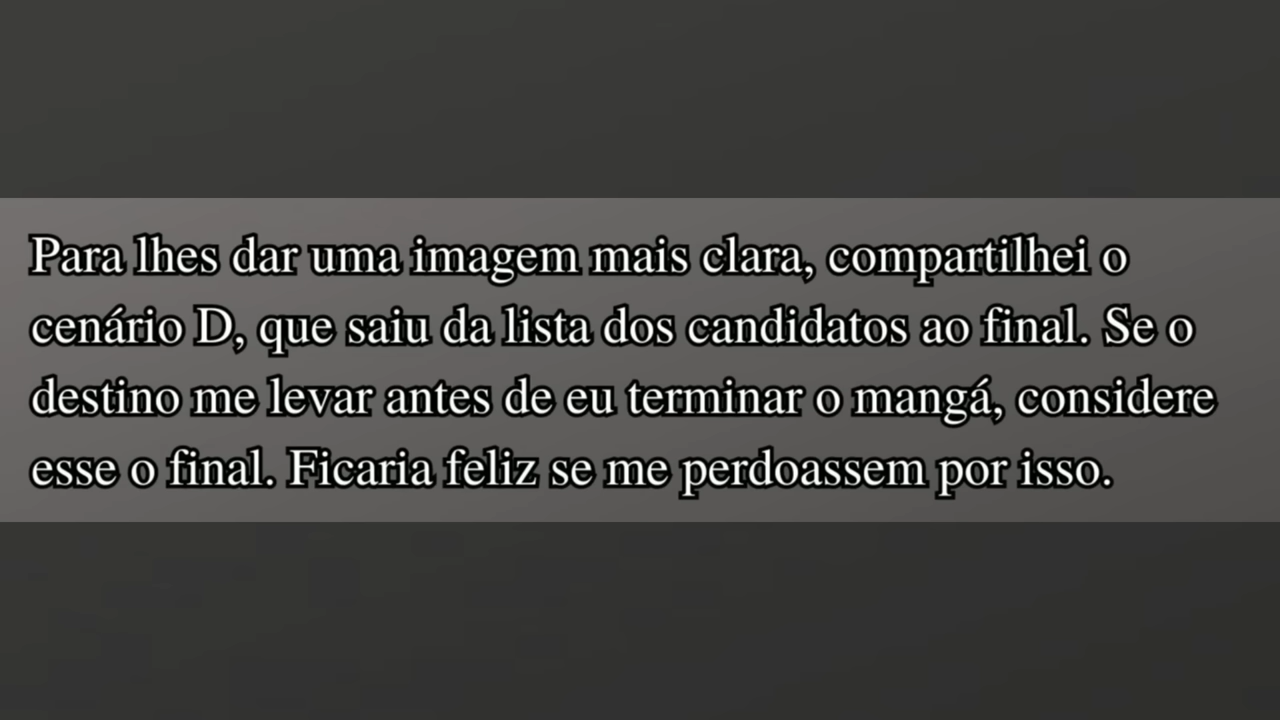 Para lhes dar uma imagem mais clara, compartilhei o
cenário D, que saiu da lista dos candidatos ao final. Se o
destino me levar antes de eu terminar o mangá, considere
esse o final. Ficaria feliz se me perdoassem por isso.